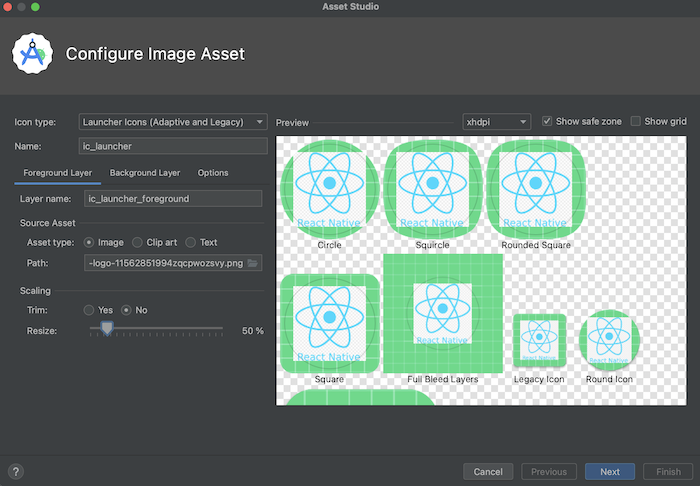 Asset Studio
Configure Image Asset
Icon type: Launcher Icons (Adaptive and Legacy)
Name: ic_launcher
Foreground Layer Background Layer Options
Layer name: ic_launcher_foreground
Source Asset
Asset type: Image Clip art Text
Path: -logo-11562851994zqcpwozsvy.png
Scaling
Trim: Yes No
Resize: 50 %
Preview xhdpi Show safe zone Show grid
React Native React Native React Native
Circle Squircle Rounded Square
React Native React Native React Native React Native
Square Full Bleed Layers Legacy Icon Round Icon
? Cancel Previous Next Finish